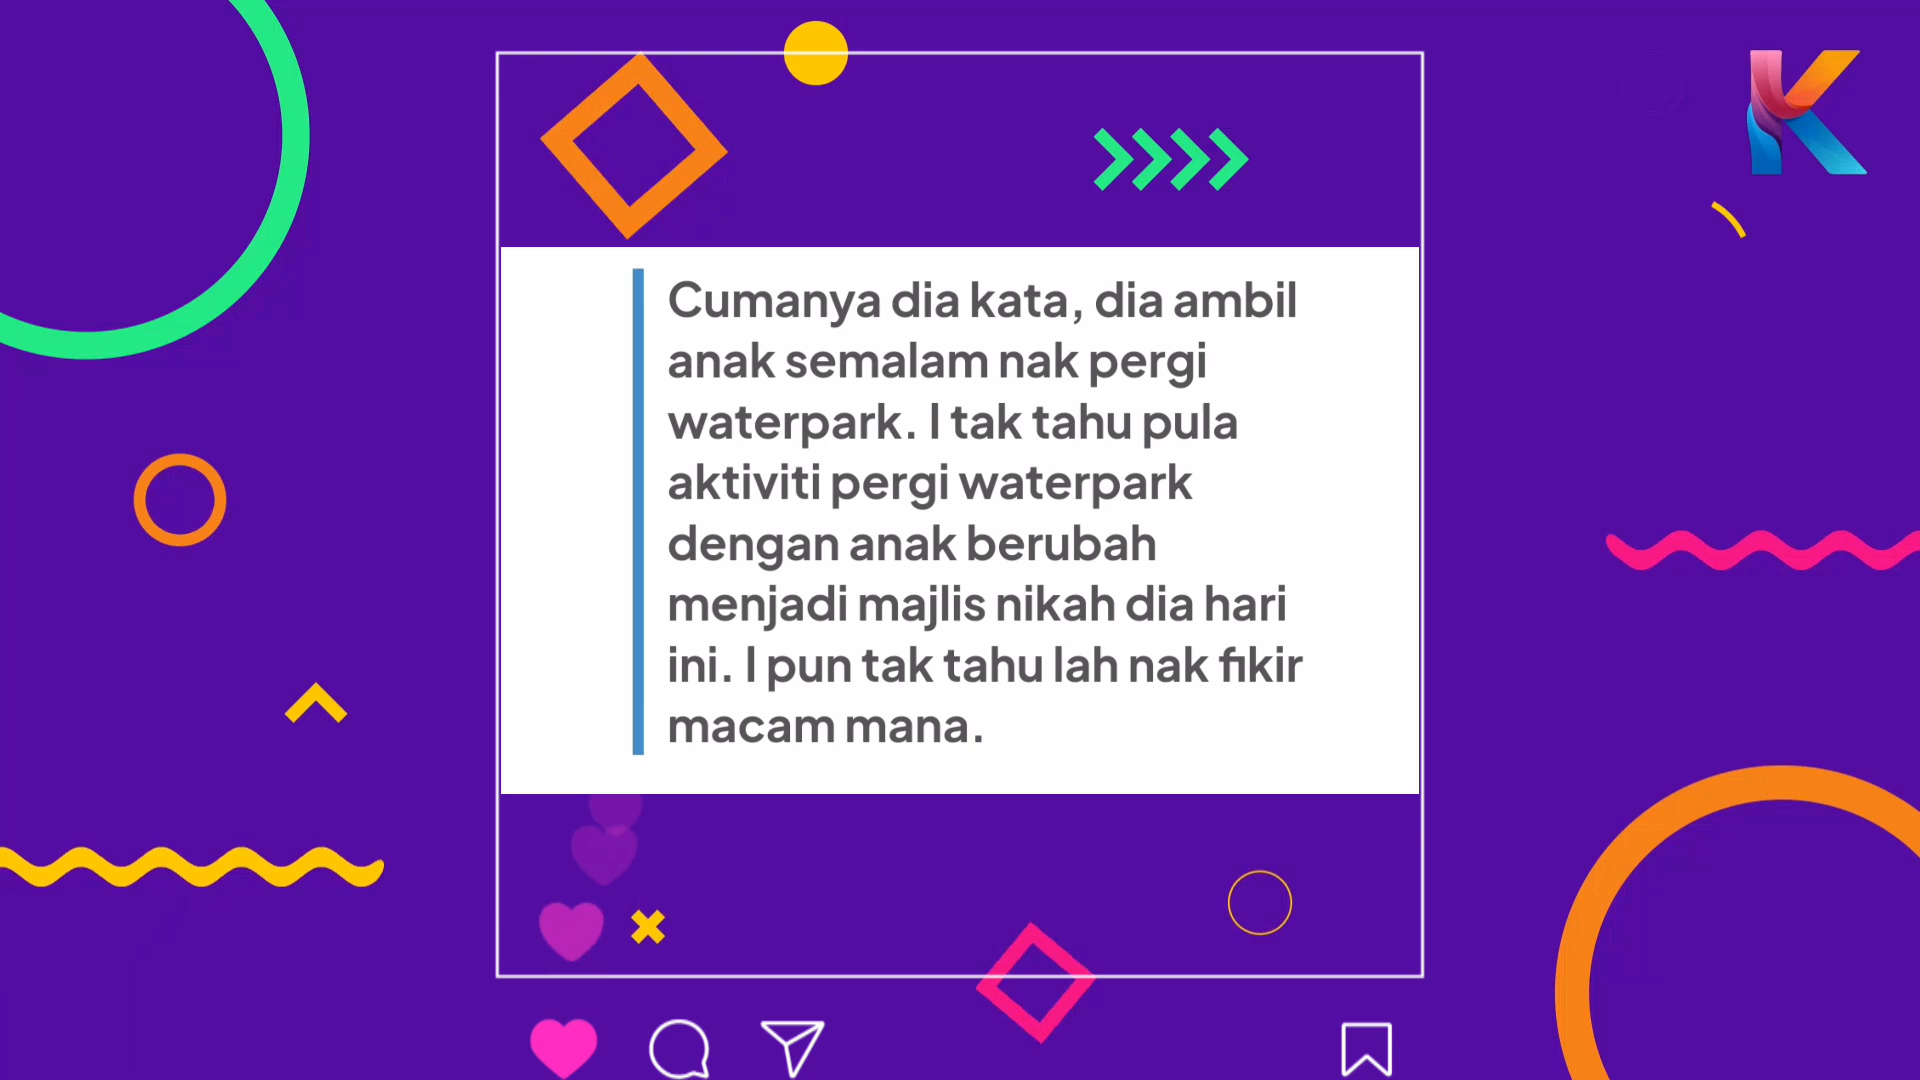 Cumanya dia kata, dia ambil
anak semalam nak pergi
waterpark. I tak tahu pula
aktiviti pergi waterpark
dengan anak berubah
menjadi majlis nikah dia hari
ini. I pun tak tahu lah nak fikir
macam mana.
K